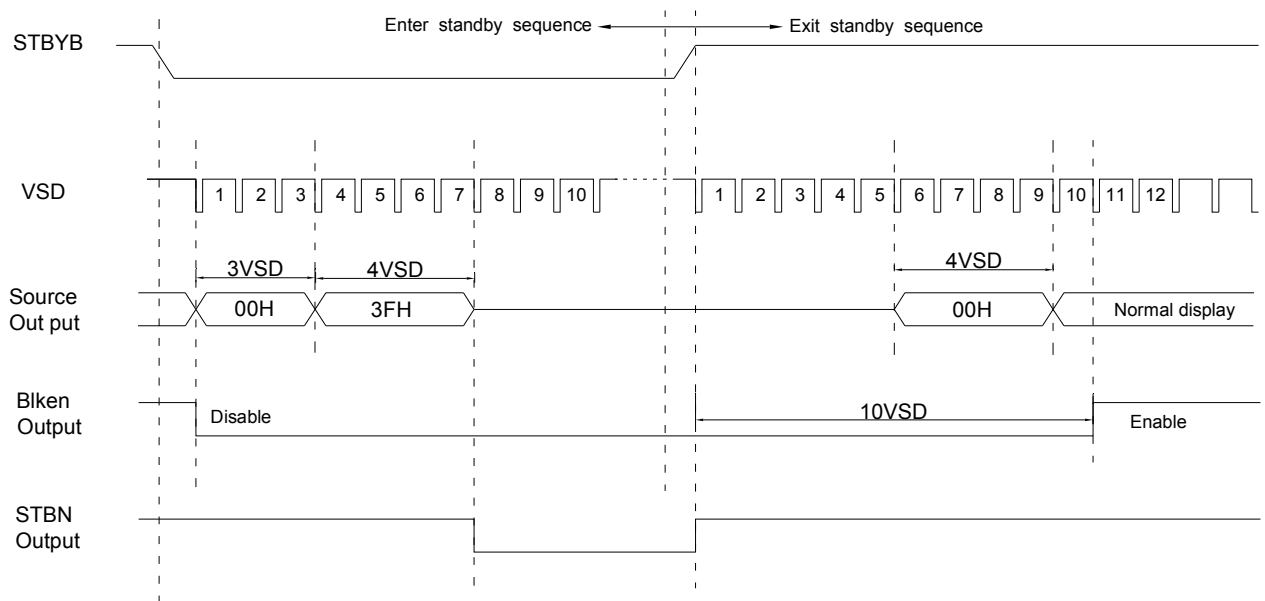 Enter standby sequence Exit standby sequence
STBYB
VSD
1 2 3 4 5 6 7 8 9 10 1 2 3 4 5 6 7 8 9 10 11 12
3VSD 4VSD 4VSD
Source
Out put
00H 3FH 00H Normal display
Blken
Output
Disable 10VSD Enable
STBN
Output